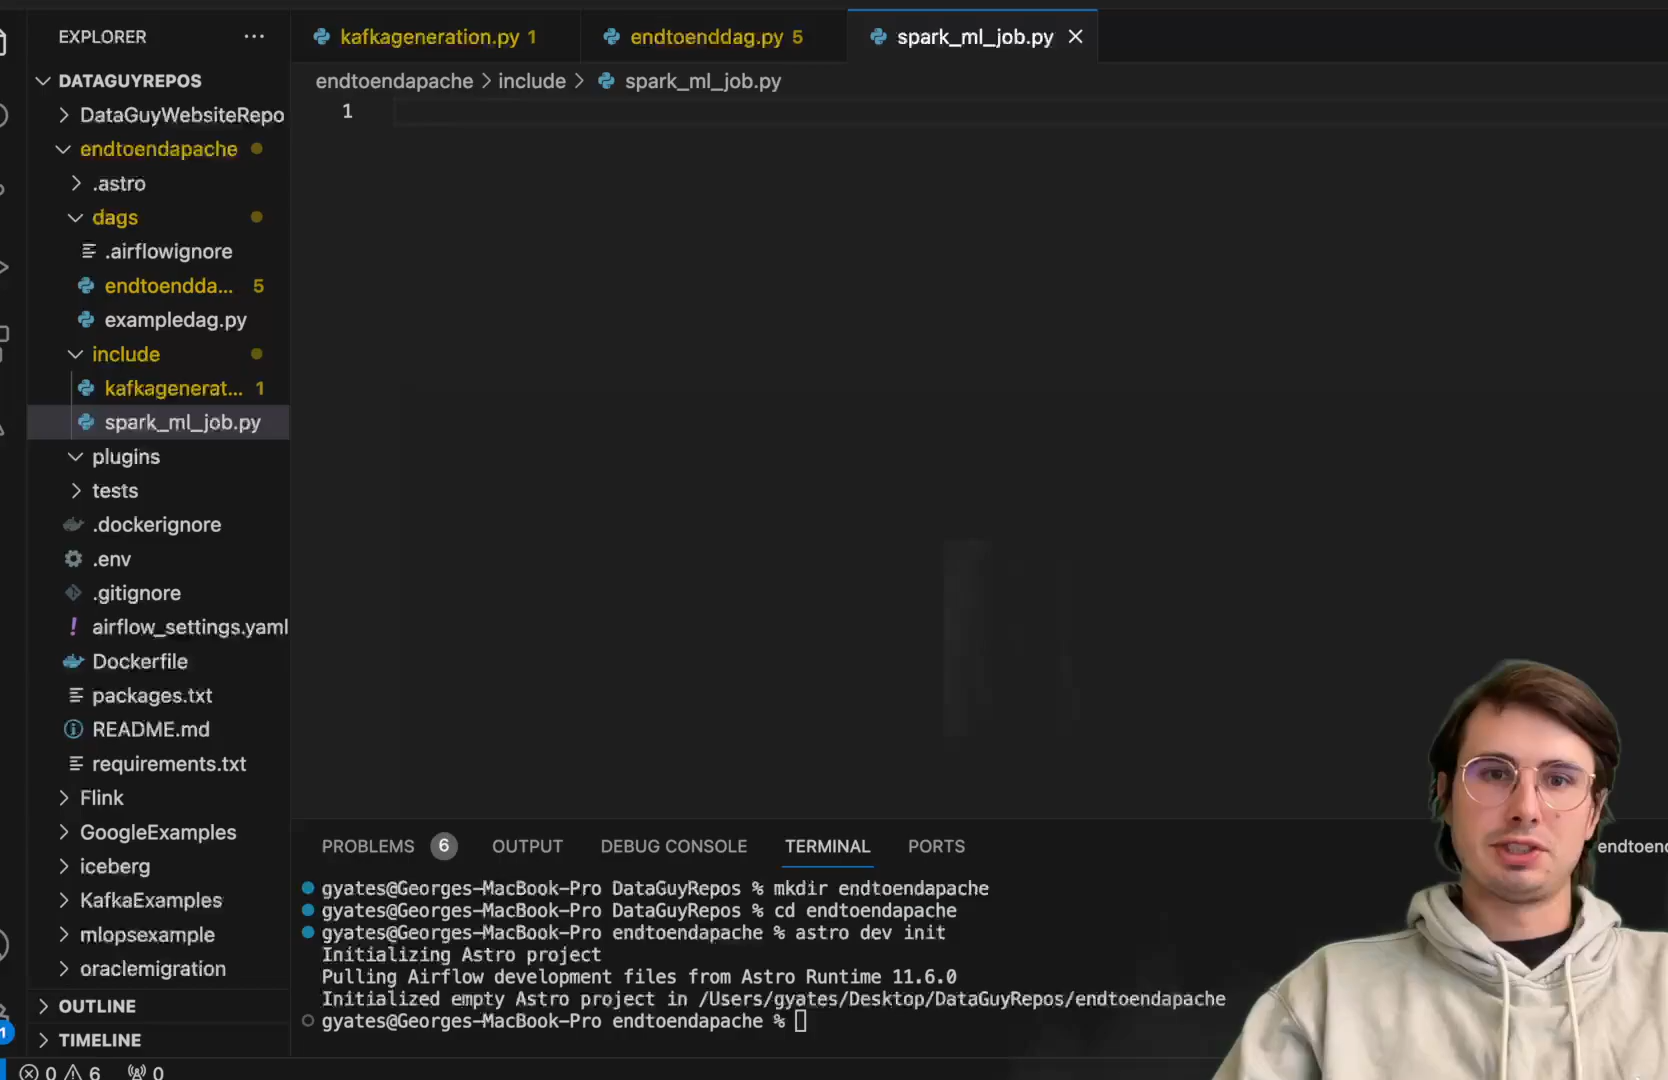 EXPLORER
DATAGUYREPOS
DataGuyWebsiteRepo
endtoendapache
.astro
dags
.airflowignore
endtoendda... 5
exampledag.py
include
kafkagenerat... 1
spark_ml_job.py
plugins
tests
.dockerignore
.env
.gitignore
airflow_settings.yaml
Dockerfile
packages.txt
README.md
requirements.txt
Flink
GoogleExamples
iceberg
KafkaExamples
mlopsexample
oraclemigration
OUTLINE
TIMELINE
kafkageneration.py 1
endtoenddag.py 5
spark_ml_job.py
endtoendapache > include > spark_ml_job.py
1
PROBLEMS 6 OUTPUT DEBUG CONSOLE TERMINAL PORTS
endtoend
gyates@Georges-MacBook-Pro DataGuyRepos % mkdir endtoendapache
gyates@Georges-MacBook-Pro DataGuyRepos % cd endtoendapache
gyates@Georges-MacBook-Pro endtoendapache % astro dev init
Initializing Astro project
Pulling Airflow development files from Astro Runtime 11.6.0
Initialized empty Astro project in /Users/gyates/Desktop/DataGuyRepos/endtoendapache
gyates@Georges-MacBook-Pro endtoendapache %
1
0 6 0